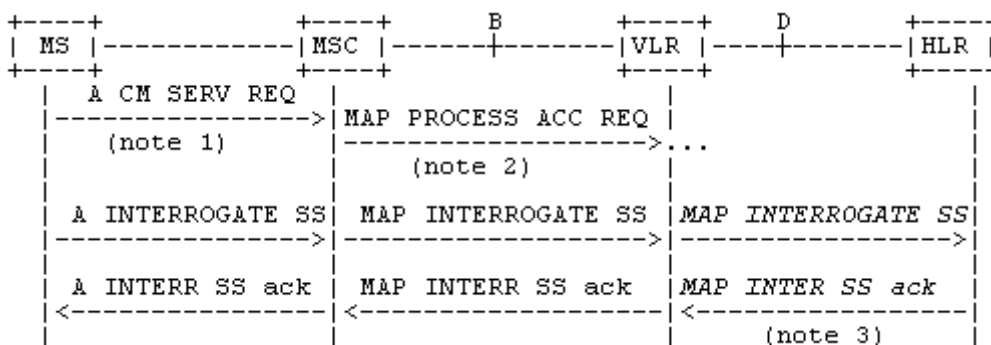 B D
MS MSC VLR HLR
A CM SERV REQ
MAP PROCESS ACC REQ
(note 1) ...
(note 2)
A INTERROGATE SS MAP INTERROGATE SS MAP INTERROGATE SS
A INTERR SS ack MAP INTERR SS ack MAP INTER SS ack
(note 3)